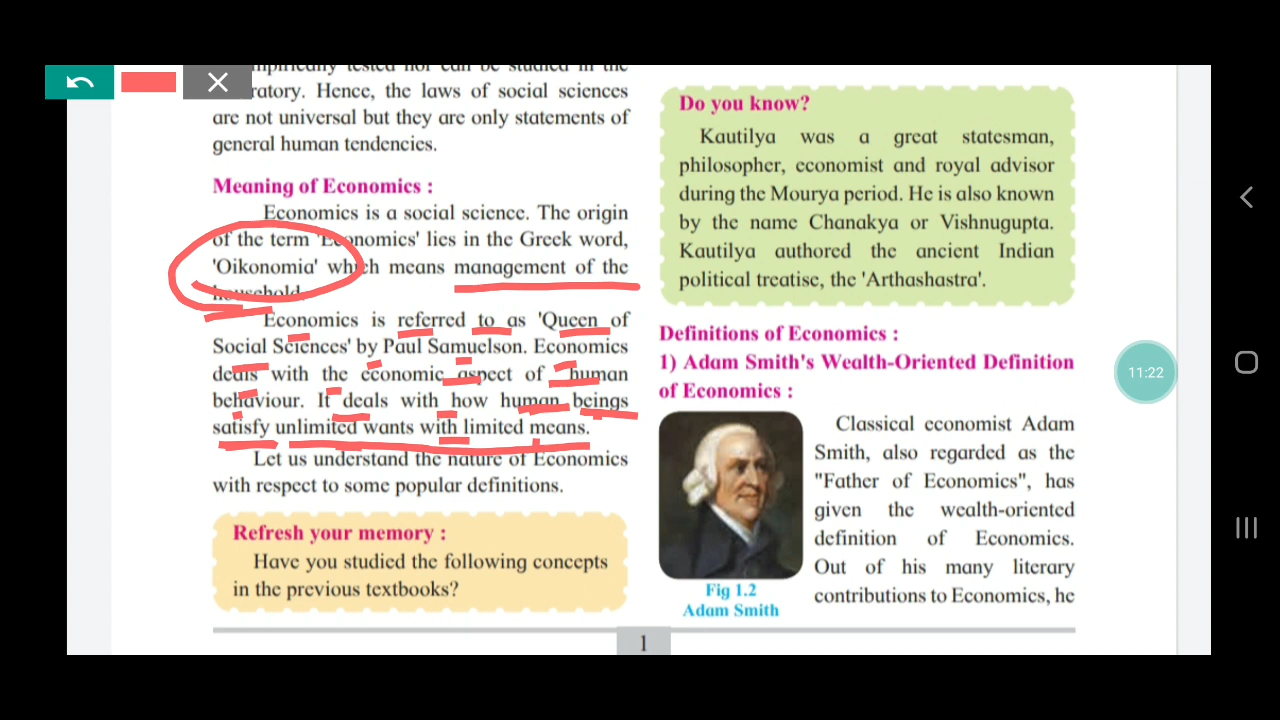 mpirically tested nor can be studied in the
ratory. Hence, the laws of social sciences
are not universal but they are only statements of
general human tendencies.
Meaning of Economics :
Economics is a social science. The origin
of the term 'Economics' lies in the Greek word,
'Oikonomia' which means management of the
household.
Economics is referred to as 'Queen of
Social Sciences' by Paul Samuelson. Economics
deals with the economic aspect of human
behaviour. It deals with how human beings
satisfy unlimited wants with limited means.
Let us understand the nature of Economics
with respect to some popular definitions.
Refresh your memory :
Have you studied the following concepts
in the previous textbooks?
Do you know?
Kautilya was a great statesman,
philosopher, economist and royal advisor
during the Mourya period. He is also known
by the name Chanakya or Vishnugupta.
Kautilya authored the ancient Indian
political treatise, the 'Arthashastra'.
Definitions of Economics :
1) Adam Smith's Wealth-Oriented Definition
of Economics :
Classical economist Adam
Smith, also regarded as the
"Father of Economics", has
given the wealth-oriented
definition of Economics.
Out of his many literary
contributions to Economics, he
Fig 1.2
Adam Smith
1
11:22